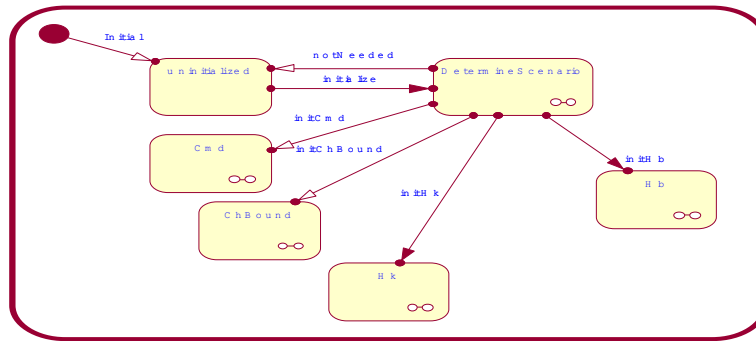 Initial
notNeeded
uninitialized
DetermineScenario
initialize
initCmd
Cmd
initChBound
initHb
Hb
initHk
ChBound
Hk